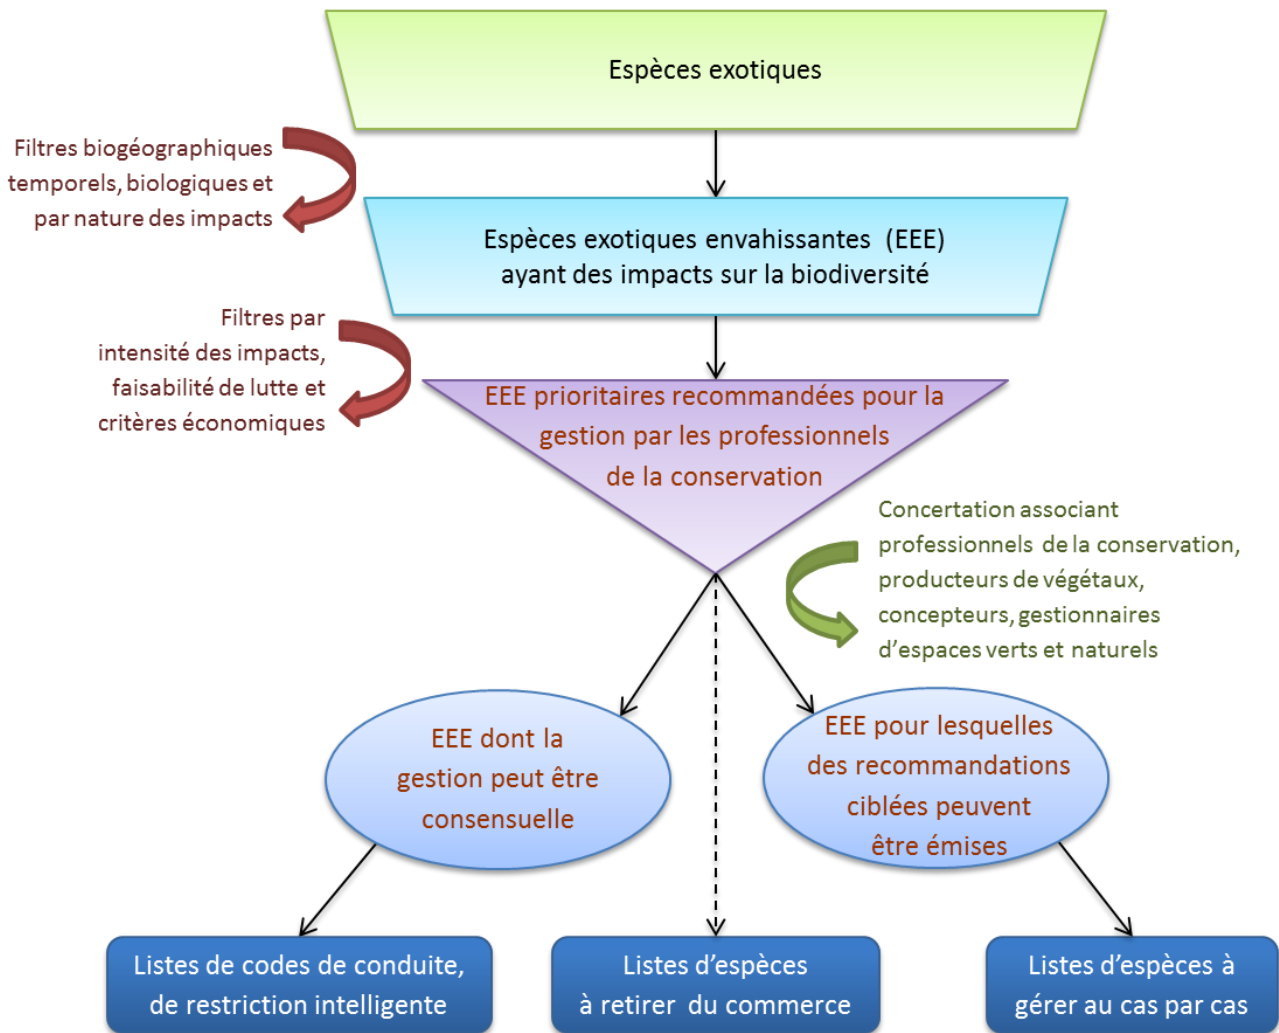 Espèces exotiques
Filtres biogéographiques
temporels, biologiques et
par nature des impacts
Espèces exotiques envahissantes (EEE)
ayant des impacts sur la biodiversité
Filtres par
intensité des impacts,
faisabilité de lutte et
critères économiques
EEE prioritaires recommandées pour la
gestion par les professionnels
de la conservation
Concertation associant
professionnels de la conservation,
producteurs de végétaux,
concepteurs, gestionnaires
d’espaces verts et naturels
EEE dont la
gestion peut être
consensuelle
EEE pour lesquelles
des recommandations
ciblées peuvent
être émises
Listes de codes de conduite,
de restriction intelligente
Listes d’espèces
à retirer du commerce
Listes d’espèces à
gérer au cas par cas